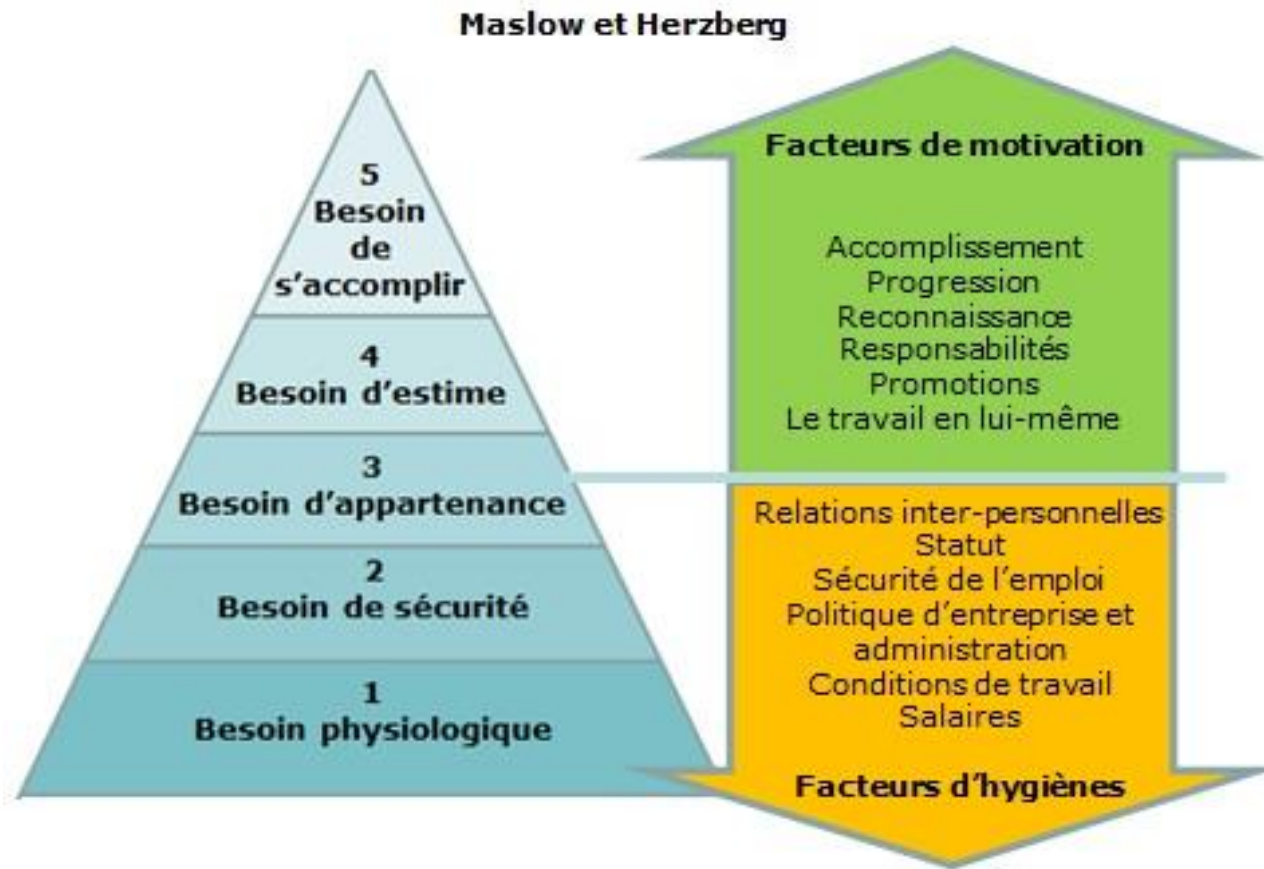 Maslow et Herzberg
5
Besoin
de
s'accomplir
4
Besoin d'estime
3
Besoin d'appartenance
2
Besoin de sécurité
1
Besoin physiologique
Facteurs de motivation
Accomplissement
Progression
Reconnaissance
Responsabilités
Promotions
Le travail en lui-même
Relations inter-personnelles
Statut
Sécurité de l'emploi
Politique d'entreprise et
administration
Conditions de travail
Salaires
Facteurs d'hygiènes